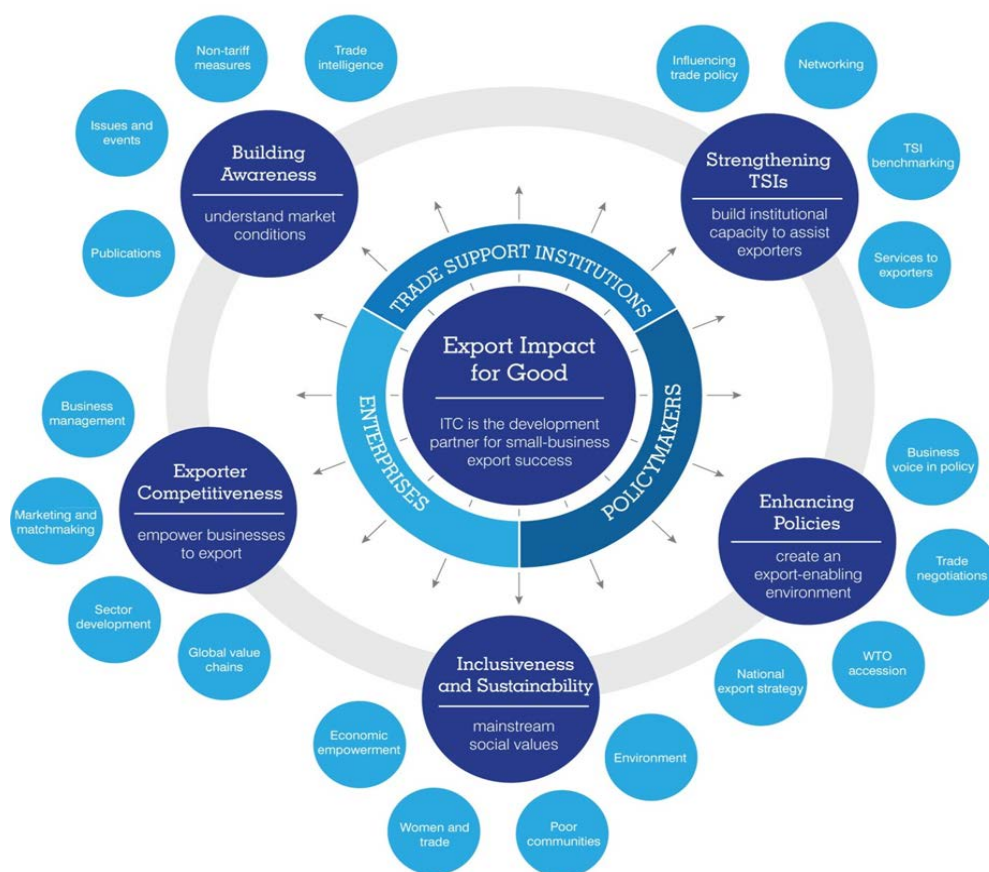 Non-tariff
measures
Trade
intelligence
Issues and
events
Publications
Building
Awareness
understand market
conditions
Influencing
trade policy
Networking
TSI
benchmarking
Services to
exporters
Strengthening
TSIs
build institutional
capacity to assist
exporters
TRADE SUPPORT INSTITUTIONS
ENTERPRISES
POLICYMAKERS
Export Impact
for Good
ITC is the development
partner for small-business
export success
Business
management
Marketing and
matchmaking
Sector
development
Global value
chains
Exporter
Competitiveness
empower businesses
to export
Business
voice in policy
Trade
negotiations
WTO
accession
National
export strategy
Enhancing
Policies
create an
export-enabling
environment
Inclusiveness
and Sustainability
mainstream
social values
Economic
empowerment
Women and
trade
Poor
communities
Environment